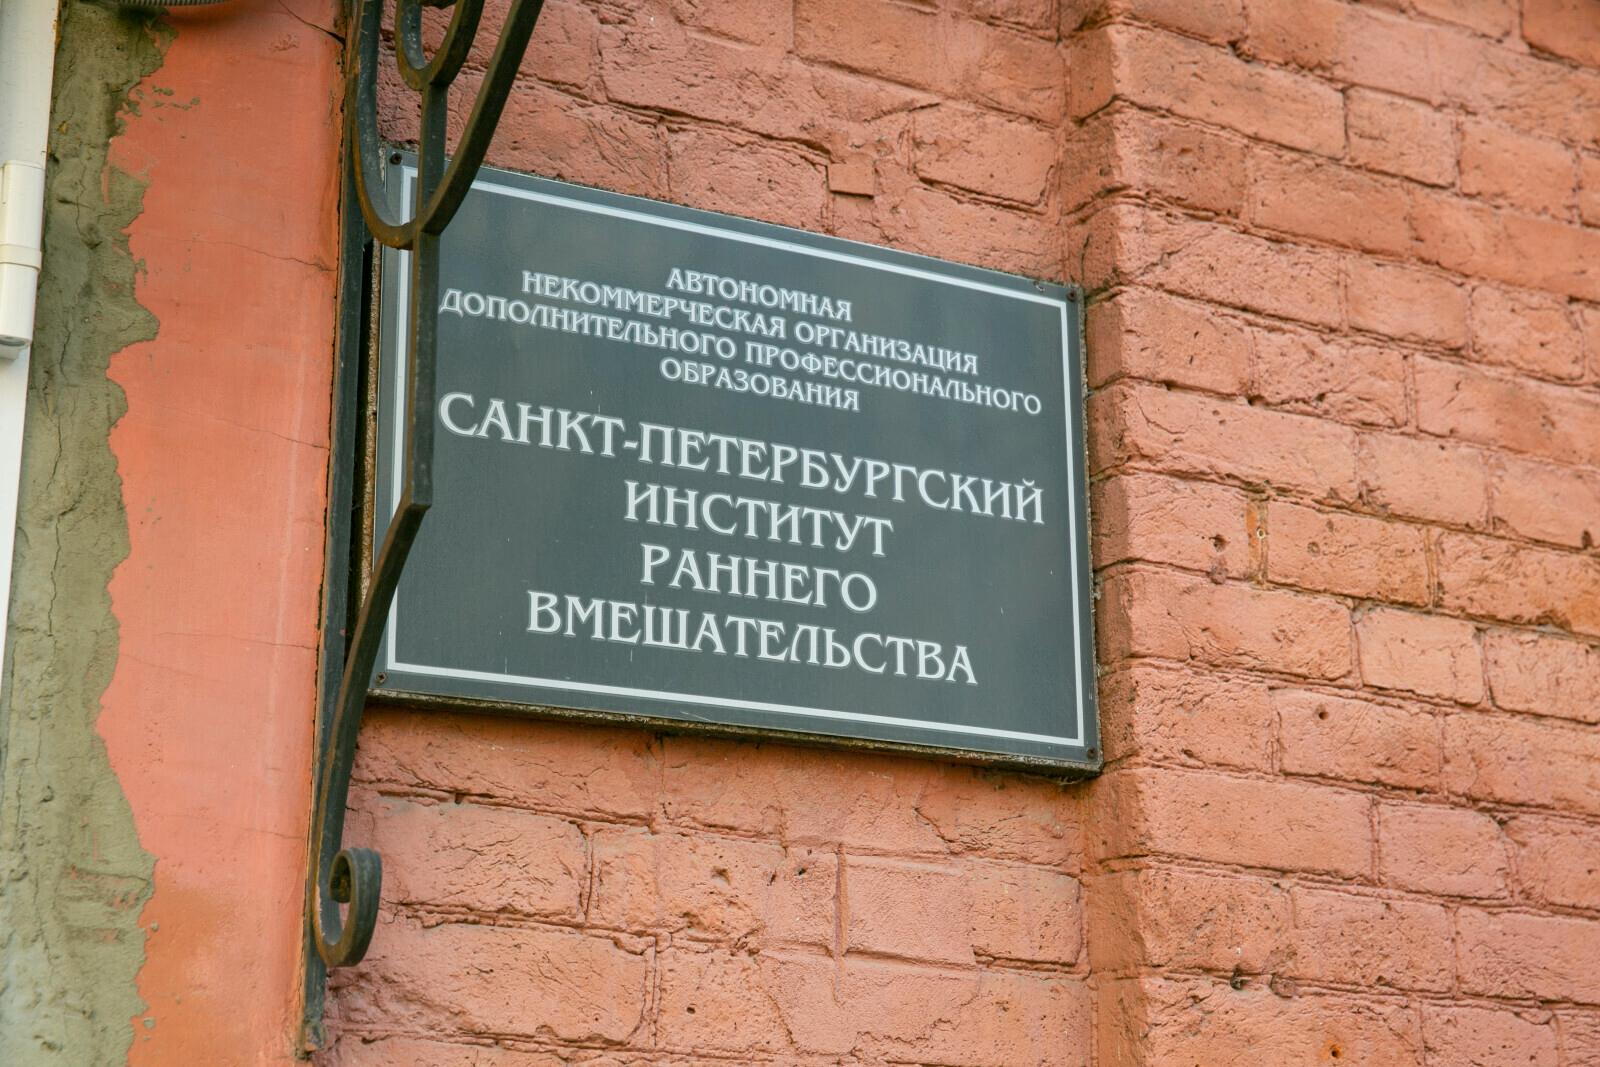 АВТОНОМНАЯ
НЕКОММЕРЧЕСКАЯ ОРГАНИЗАЦИЯ
ДОПОЛНИТЕЛЬНОГО ПРОФЕССИОНАЛЬНОГО
ОБРАЗОВАНИЯ
САНКТ-ПЕТЕРБУРГСКИЙ
ИНСТИТУТ
РАННЕГО
ВМЕШАТЕЛЬСТВА